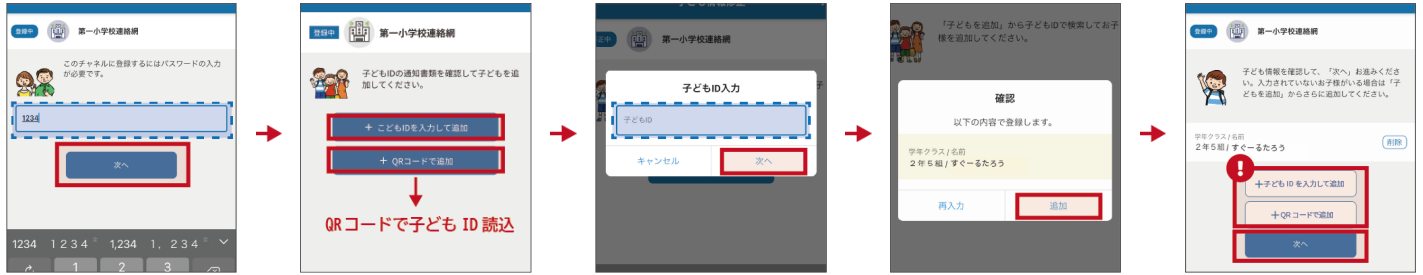 登録中
第一小学校連絡網
このチャネルに登録するにはパスワードの入力
が必要です。
1234
次へ
1234 1 2 3 4 1,234 1, 2 3 4
1 2 3
登録中
第一小学校連絡網
子どもIDの通知書類を確認して子どもを追
加してください。
+ こどもIDを入力して追加
+ QRコードで追加
QRコードで子ども ID 読込
第一小学校連絡網
子どもID入力
子どもID
キャンセル
次へ
「子どもを追加」から子どもIDで検索してお子
様を追加してください。
確認
以下の内容で登録します。
学年クラス / 名前
2 年 5 組 / すぐーるたろう
再入力
追加
登録中
第一小学校連絡網
子ども情報を確認して、「次へ」お進みくださ
い。入力されていないお子様がいる場合は「子
どもを追加」からさらに追加してください。
学年クラス / 名前
2 年 5 組 / すぐーるたろう
削除
!
+子ども ID を入力して追加
+QR コードで追加
次へ